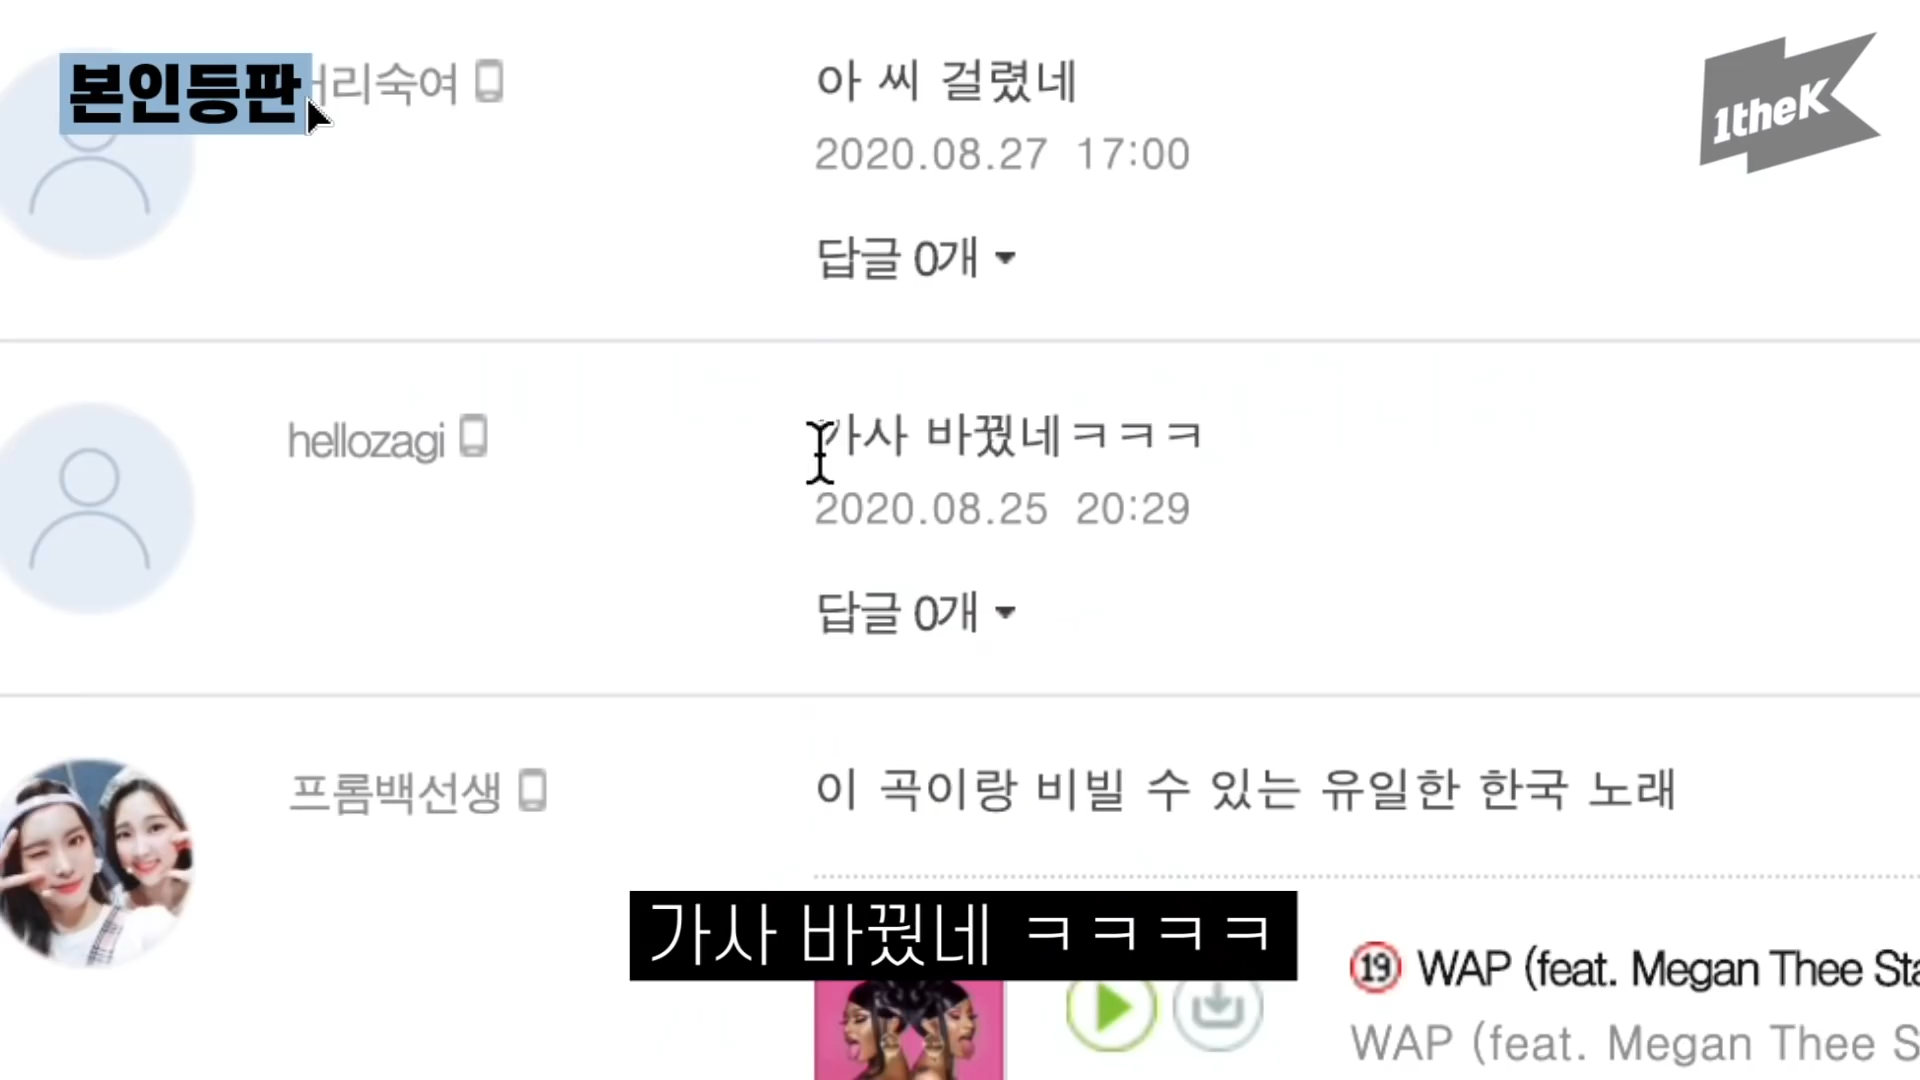 본인등판
리숙여
아 씨 걸렸네
2020.08.27 17:00
답글 0개
1theK
hellozagi
가사 바꿨네ㅋㅋㅋ
2020.08.25 20:29
답글 0개
프롬백선생
이 곡이랑 비빌 수 있는 유일한 한국 노래
가사 바꿨네 ㅋㅋㅋㅋ
19 WAP (feat. Megan Thee Sta
WAP (feat. Megan Thee S